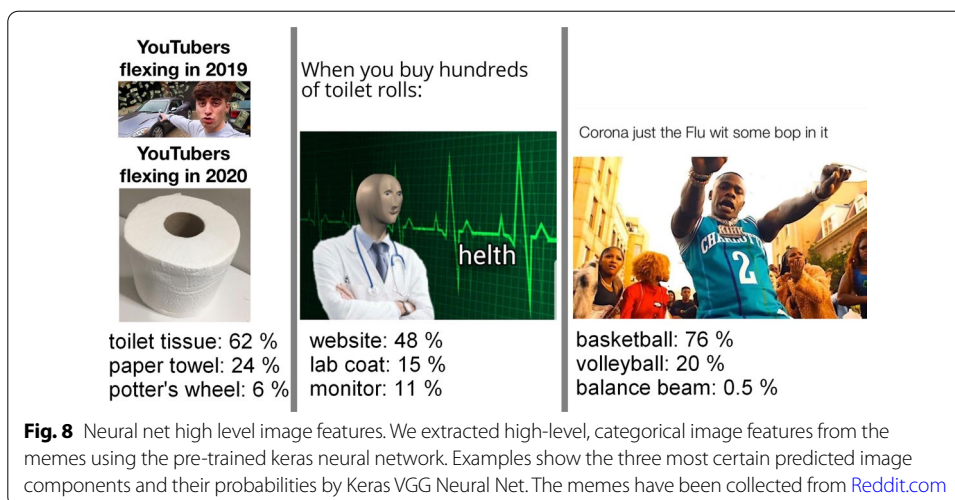 YouTubers
flexing in 2019
YouTubers
flexing in 2020
toilet tissue: 62 %
paper towel: 24 %
potter's wheel: 6 %
When you buy hundreds
of toilet rolls:
helth
website: 48 %
lab coat: 15 %
monitor: 11 %
Corona just the Flu wit some bop in it
KIRK
CHARLOTTE
2
basketball: 76 %
volleyball: 20 %
balance beam: 0.5 %
Fig. 8 Neural net high level image features. We extracted high-level, categorical image features from the
memes using the pre-trained keras neural network. Examples show the three most certain predicted image
components and their probabilities by Keras VGG Neural Net. The memes have been collected from Reddit.com